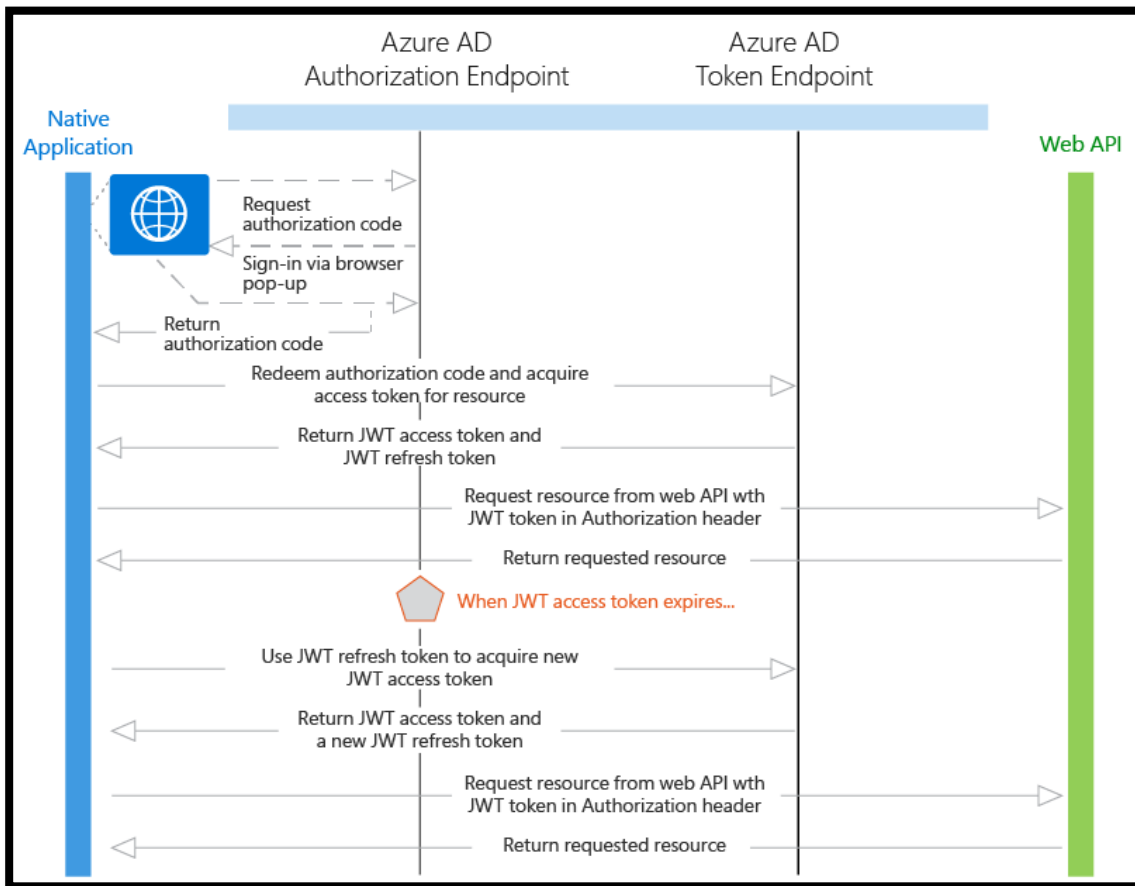 Azure AD
Authorization Endpoint
Azure AD
Token Endpoint
Native
Application
Web API
Request
authorization code
Sign-in via browser
pop-up
Return
authorization code
Redeem authorization code and acquire
access token for resource
Return JWT access token and
JWT refresh token
Request resource from web API wth
JWT token in Authorization header
Return requested resource
When JWT access token expires...
Use JWT refresh token to acquire new
JWT access token
Return JWT access token and
a new JWT refresh token
Request resource from web API wth
JWT token in Authorization header
Return requested resource